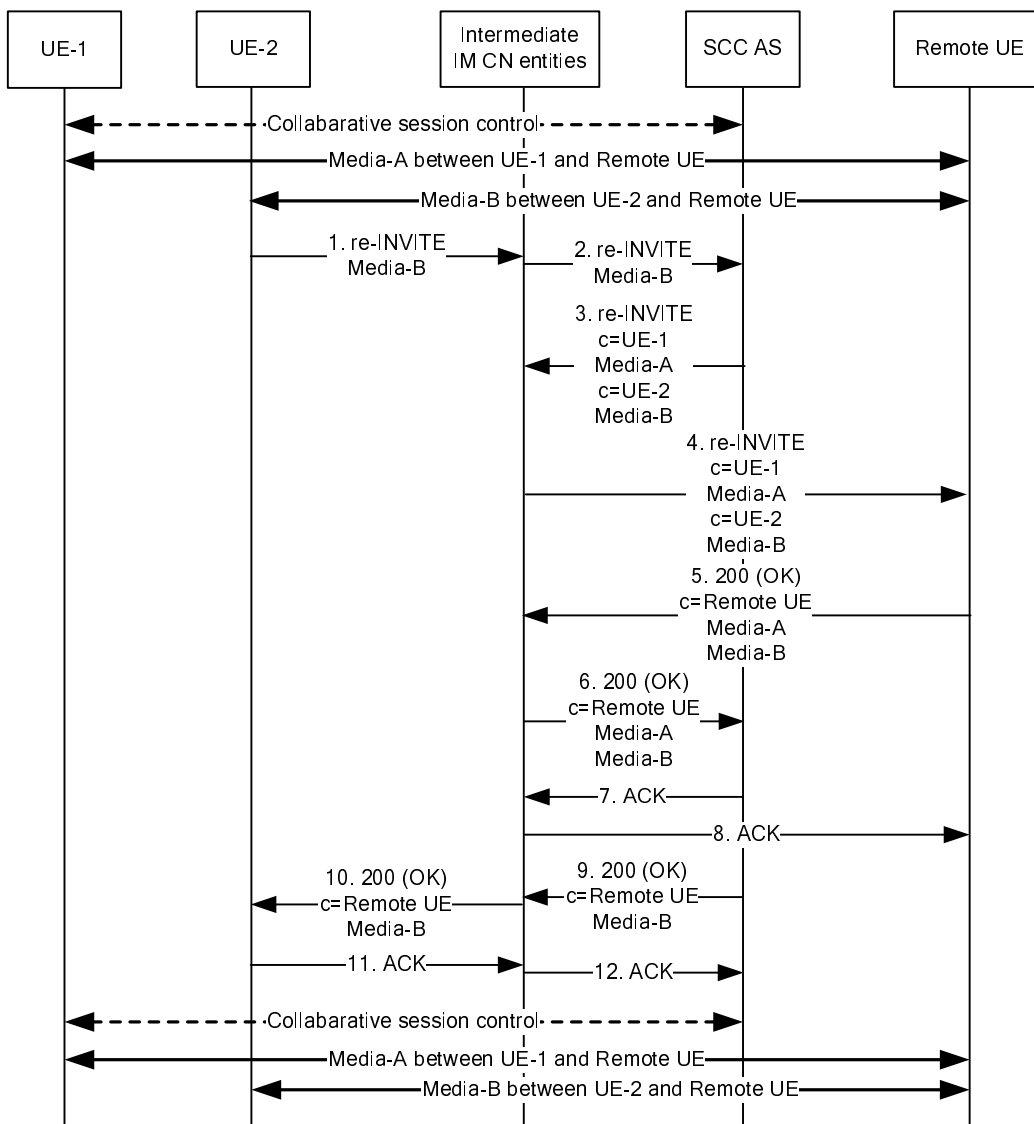 UE-1
UE-2
Intermediate
IM CN entities
SCC AS
Remote UE
Collabarative session control
Media-A between UE-1 and Remote UE
Media-B between UE-2 and Remote UE
1. re-INVITE
Media-B
2. re-INVITE
Media-B
3. re-INVITE
c=UE-1
Media-A
c=UE-2
Media-B
4. re-INVITE
c=UE-1
Media-A
c=UE-2
Media-B
5. 200 (OK)
c=Remote UE
Media-A
Media-B
6. 200 (OK)
c=Remote UE
Media-A
Media-B
7. ACK
8. ACK
9. 200 (OK)
c=Remote UE
Media-B
10. 200 (OK)
c=Remote UE
Media-B
11. ACK
12. ACK
Collabarative session control
Media-A between UE-1 and Remote UE
Media-B between UE-2 and Remote UE